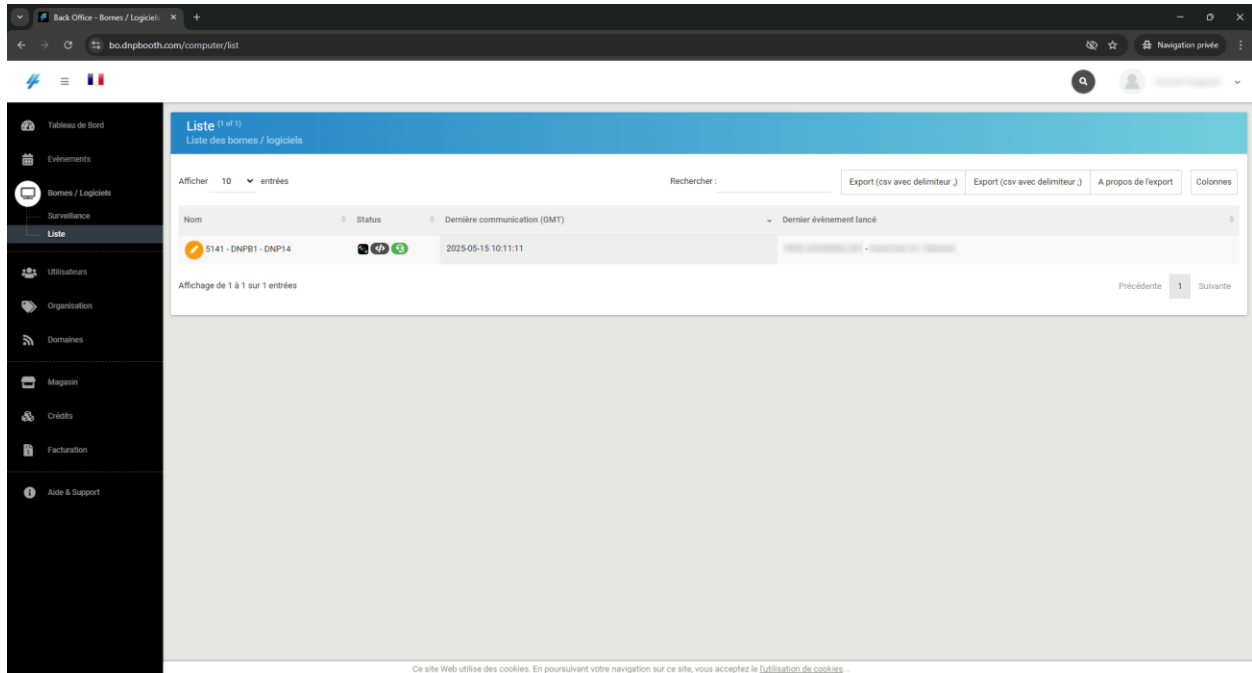 Back Office - Bornes / Logiciels
bo.dnpbooth.com/computer/list
Navigation privée
Tableau de Bord
Evènements
Bornes / Logiciels
Surveillance
Liste
Utilisateurs
Organisation
Domaines
Magasin
Crédits
Facturation
Aide & Support
Liste (1 of 1)
Liste des bornes / logiciels
Afficher 10 entrées
Rechercher :
Export (csv avec delimiteur ,)
Export (csv avec delimiteur ;)
A propos de l'export
Colonnes
Nom Status Dernière communication (GMT) Dernier évènement lancé
5141 - DNPB1 - DNP14 2025-05-15 10:11:11 -
Affichage de 1 à 1 sur 1 entrées
Précédente 1 Suivante
Ce site Web utilise des cookies. En poursuivant votre navigation sur ce site, vous acceptez le l'utilisation de cookies. .